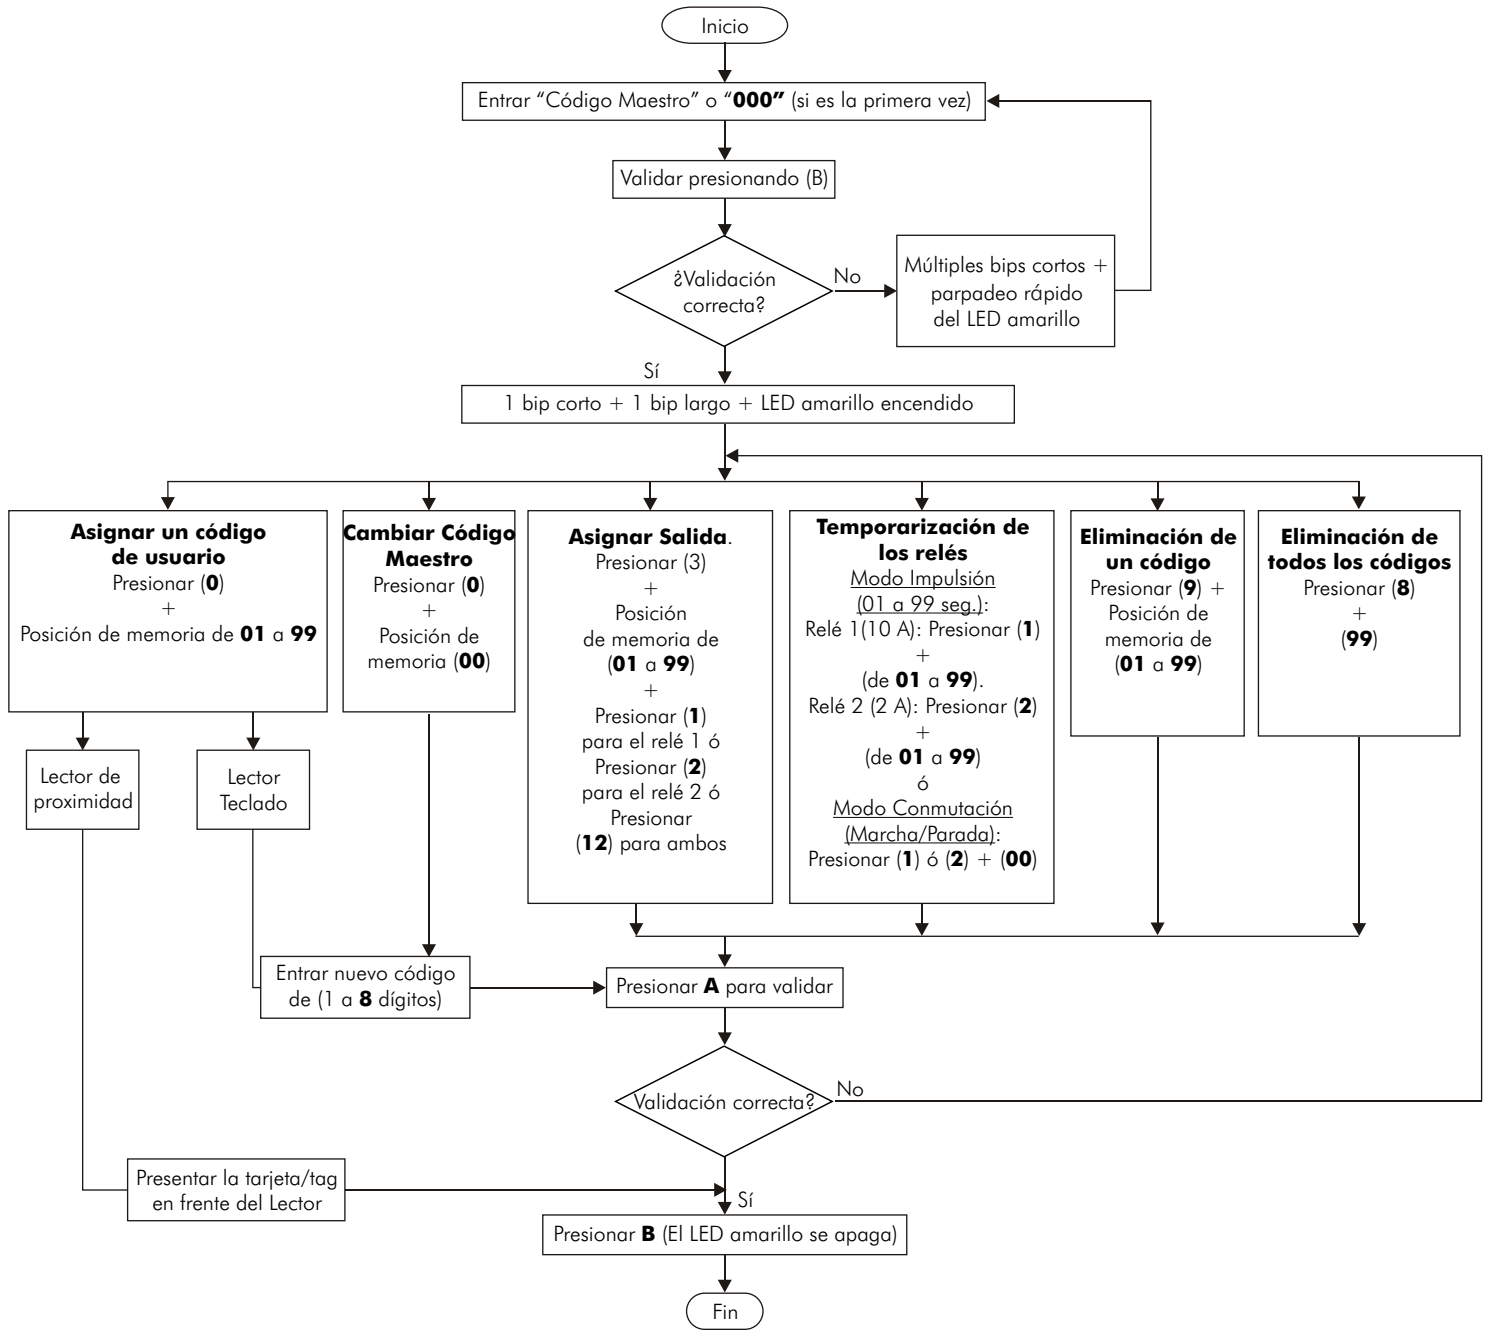 Inicio
Entrar “Código Maestro” o “000” (si es la primera vez)
Validar presionando (B)
¿Validación
correcta?
No
Múltiples bips cortos +
parpadeo rápido
del LED amarillo
Sí
1 bip corto + 1 bip largo + LED amarillo encendido
Asignar un código
de usuario
Presionar (0)
+
Posición de memoria de 01 a 99
Cambiar Código
Maestro
Presionar (0)
+
Posición de
memoria (00)
Asignar Salida.
Presionar (3)
+
Posición
de memoria de
(01 a 99)
+
Presionar (1)
para el relé 1 ó
Presionar (2)
para el relé 2 ó
Presionar
(12) para ambos
Temporarización de
los relés
Modo Impulsión
(01 a 99 seg.):
Relé 1(10 A): Presionar (1)
+
(de 01 a 99).
Relé 2 (2 A): Presionar (2)
+
(de 01 a 99)
ó
Modo Conmutación
(Marcha/Parada):
Presionar (1) ó (2) + (00)
Eliminación de
un código
Presionar (9) +
Posición de
memoria de
(01 a 99)
Eliminación de
todos los códigos
Presionar (8)
+
(99)
Lector de
proximidad
Lector
Teclado
Entrar nuevo código
de (1 a 8 dígitos)
Presionar A para validar
Validación correcta?
No
Presentar la tarjeta/tag
en frente del Lector
Sí
Presionar B (El LED amarillo se apaga)
Fin